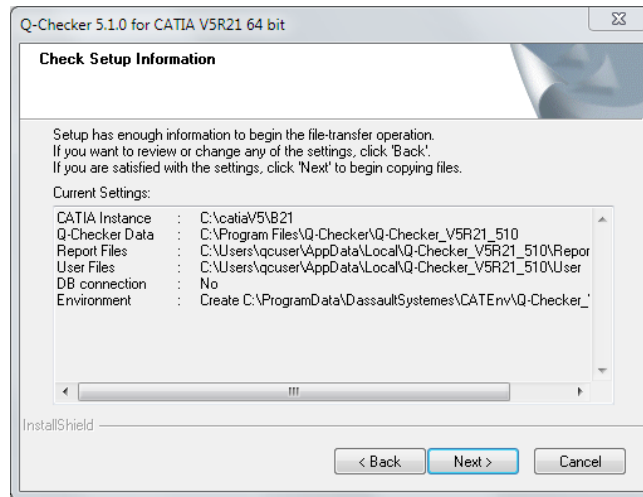 Q-Checker 5.1.0 for CATIA V5R21 64 bit
Check Setup Information
Setup has enough information to begin the file-transfer operation.
If you want to review or change any of the settings, click 'Back'.
If you are satisfied with the settings, click 'Next' to begin copying files.
Current Settings:
CATIA Instance : C:\catiaV5\B21
Q-Checker Data : C:\Program Files\Q-Checker\Q-Checker_V5R21_510
Report Files : C:\Users\qcuser\AppData\Local\Q-Checker_V5R21_510\Repor
User Files : C:\Users\qcuser\AppData\Local\Q-Checker_V5R21_510\User
DB connection : No
Environment : Create C:\ProgramData\DassaultSystemes\CATEnv\Q-Checker_
InstallShield
< Back Next > Cancel